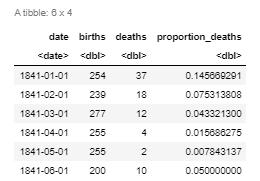 A tibble: 6 x 4
date births deaths proportion_deaths
<date> <dbl> <dbl> <dbl>
1841-01-01 254 37 0.145669291
1841-02-01 239 18 0.075313808
1841-03-01 277 12 0.043321300
1841-04-01 255 4 0.015686275
1841-05-01 255 2 0.007843137
1841-06-01 200 10 0.050000000